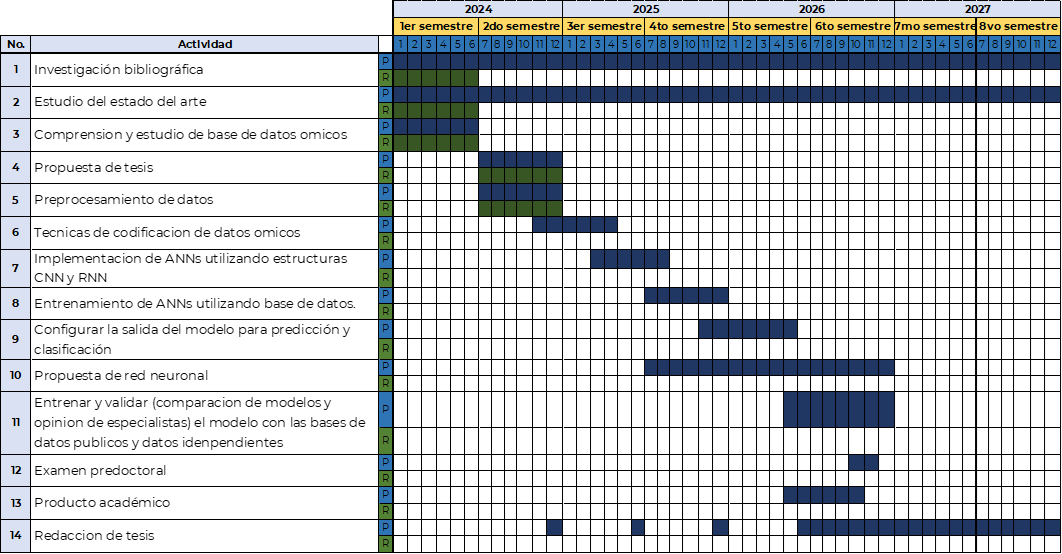 2024 2025 2026 2027
1er semestre 2do semestre 3er semestre 4to semestre 5to semestre 6to semestre 7mo semestre 8vo semestre
No. Actividad 1 2 3 4 5 6 7 8 9 10 11 12 1 2 3 4 5 6 7 8 9 10 11 12 1 2 3 4 5 6 7 8 9 10 11 12 1 2 3 4 5 6 7 8 9 10 11 12
1 Investigación bibliográfica P
R
2 Estudio del estado del arte P
R
3 Comprension y estudio de base de datos omicos P
R
4 Propuesta de tesis P
R
5 Preprocesamiento de datos P
R
6 Tecnicas de codificacion de datos omicos P
R
7 Implementacion de ANNs utilizando estructuras P
CNN y RNN R
8 Entrenamiento de ANNs utilizando base de datos. P
R
9 Configurar la salida del modelo para predicción y P
clasificación R
10 Propuesta de red neuronal P
R
11 Entrenar y validar (comparacion de modelos y P
opinion de especialistas) el modelo con las bases de
datos publicos y datos idenpendientes R
12 Examen predoctoral P
R
13 Producto académico P
R
14 Redaccion de tesis P
R